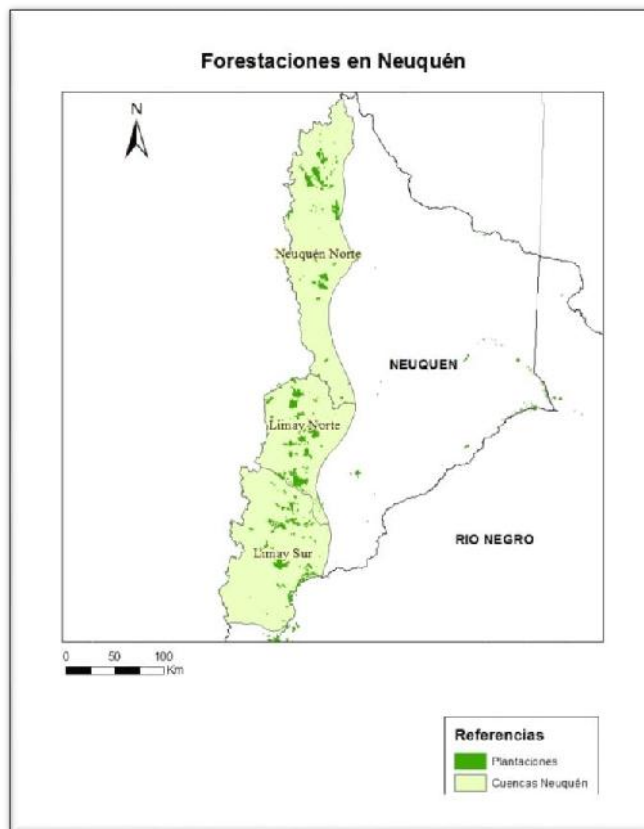 Forestaciones en Neuquén
N
Neuquén Norte
NEUQUEN
Limay Norte
RIO NEGRO
Limay Sur
0 50 100
Km
Referencias
Plantaciones
Cuencas Neuquén